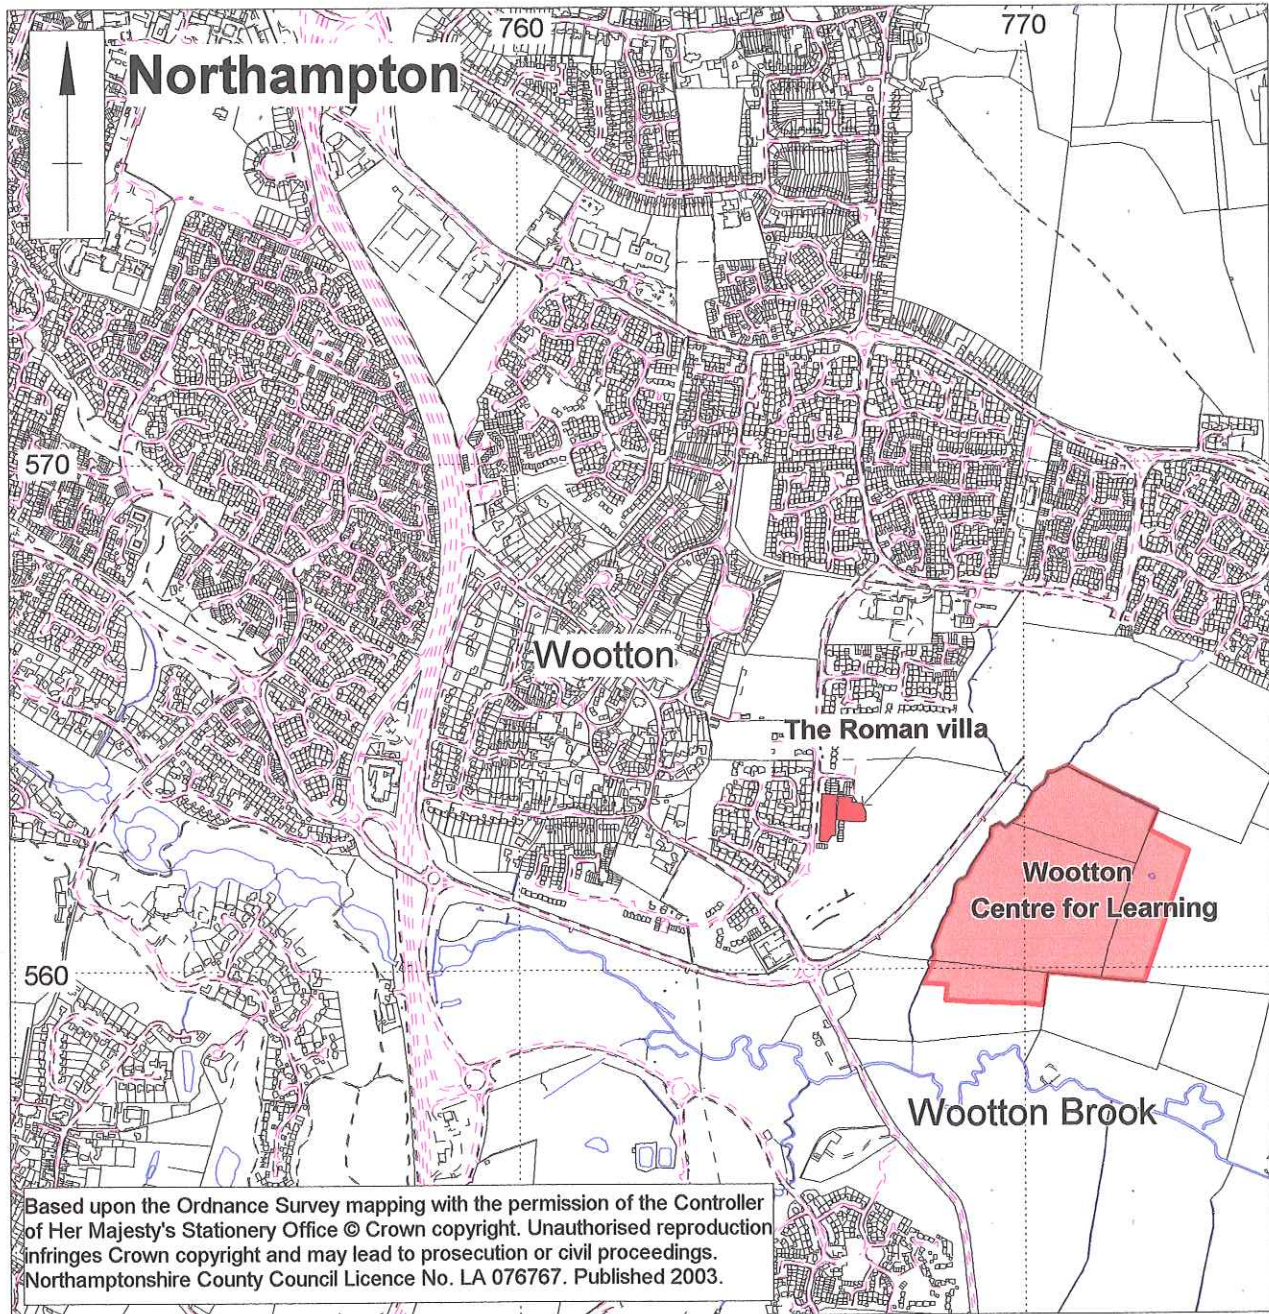 760
770
Northampton
570
Wootton
The Roman villa
Wootton
Centre for Learning
560
Wootton Brook
Based upon the Ordnance Survey mapping with the permission of the Controller
of Her Majesty's Stationery Office © Crown copyright. Unauthorised reproduction
infringes Crown copyright and may lead to prosecution or civil proceedings.
Northamptonshire County Council Licence No. LA 076767. Published 2003.